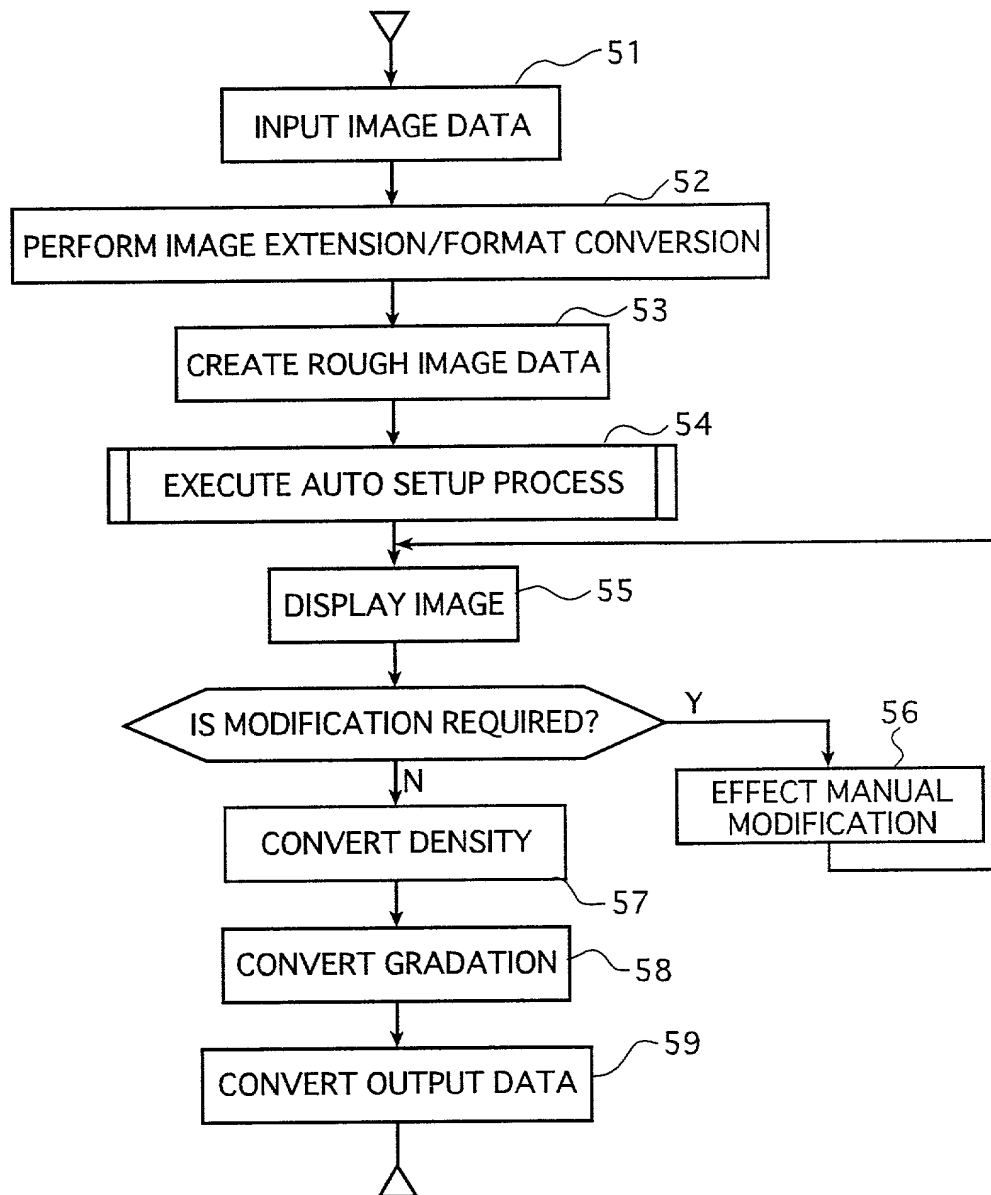 51
INPUT IMAGE DATA
52
PERFORM IMAGE EXTENSION/FORMAT CONVERSION
53
CREATE ROUGH IMAGE DATA
54
EXECUTE AUTO SETUP PROCESS
DISPLAY IMAGE
55
IS MODIFICATION REQUIRED?
Y
56
EFFECT MANUAL
MODIFICATION
N
CONVERT DENSITY
57
CONVERT GRADATION
58
59
CONVERT OUTPUT DATA